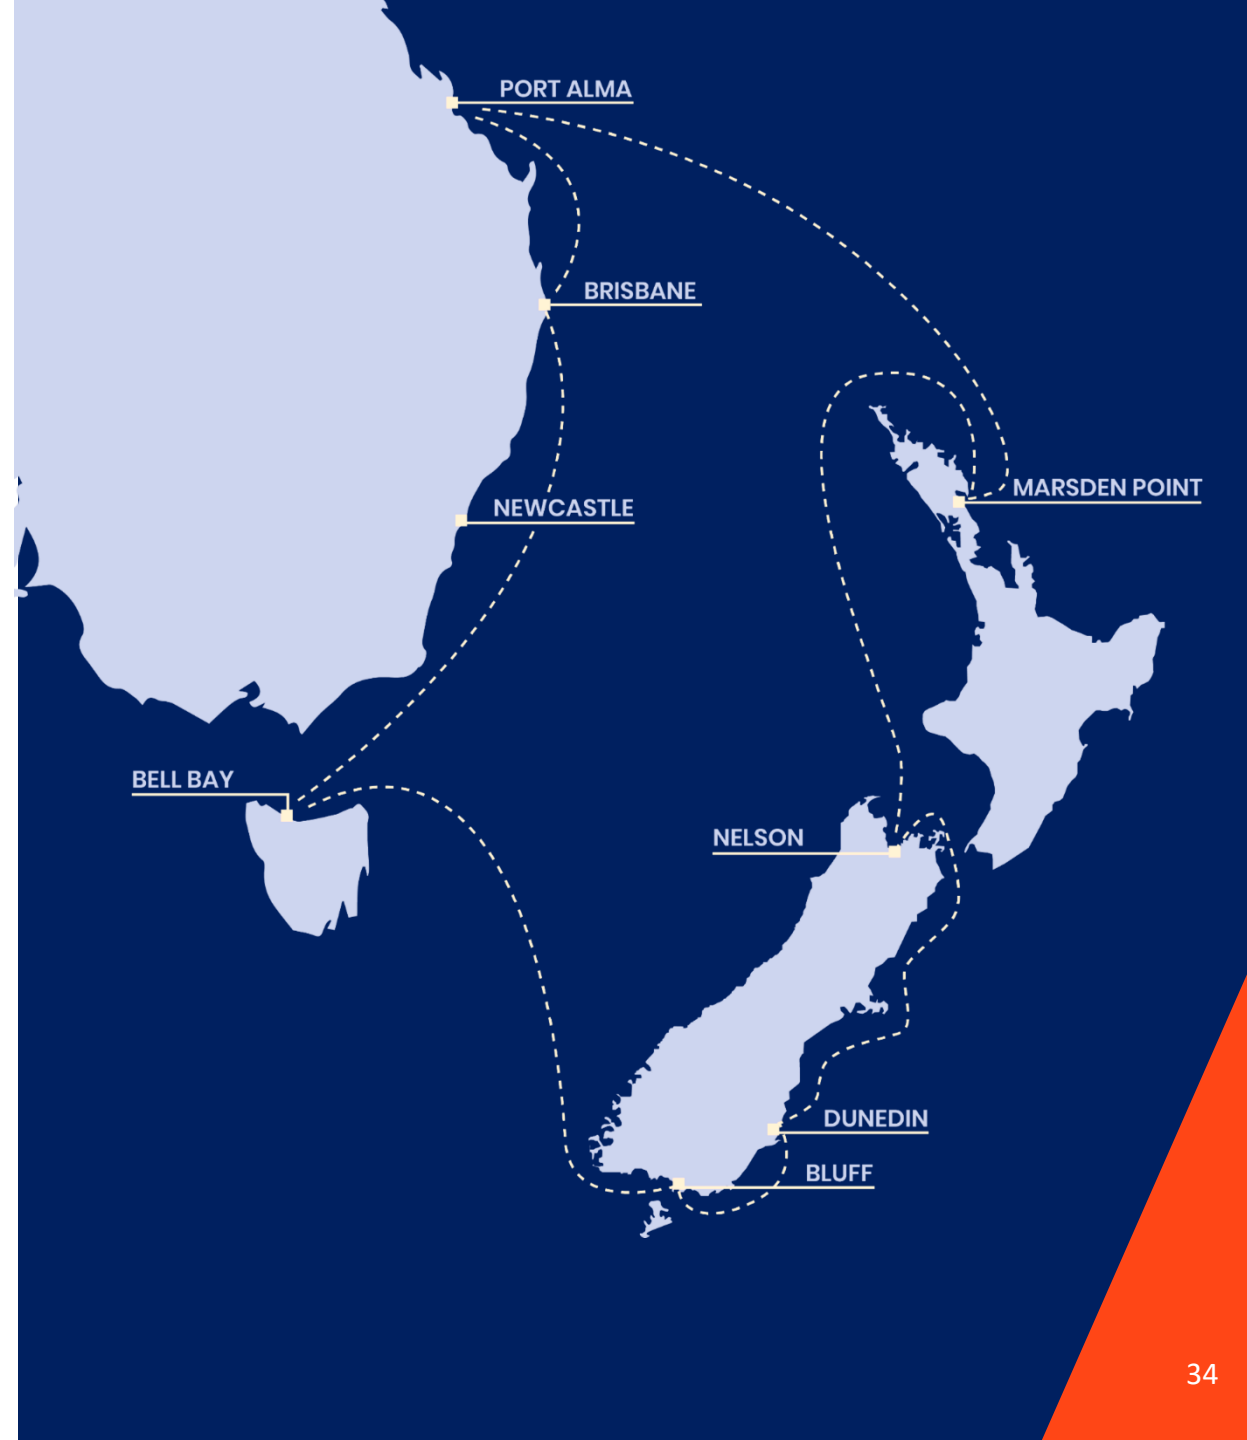 PORT ALMA
BRISBANE
MARSDEN POINT
NEWCASTLE
BELL BAY
NELSON
DUNEDIN
BLUFF
34